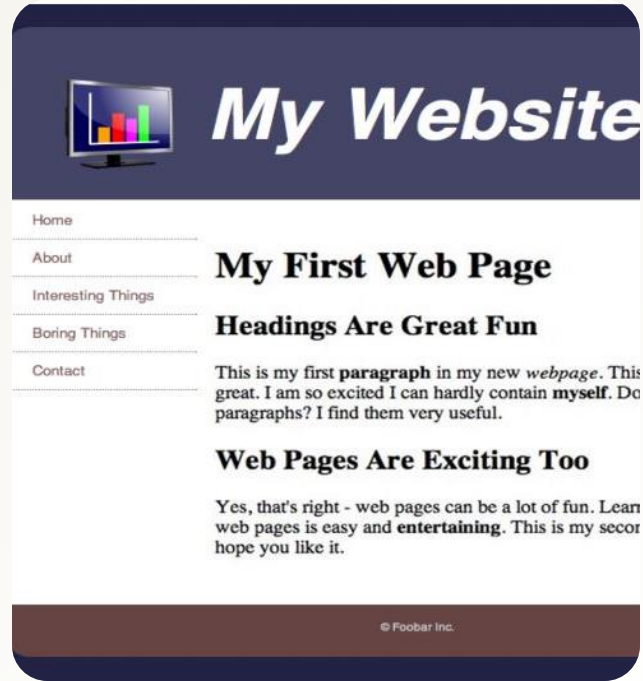 My Website
Home
About
Interesting Things
Boring Things
Contact
My First Web Page
Headings Are Great Fun
This is my first paragraph in my new webpage. This
great. I am so excited I can hardly contain myself. Do
paragraphs? I find them very useful.
Web Pages Are Exciting Too
Yes, that's right - web pages can be a lot of fun. Learn
web pages is easy and entertaining. This is my secon
hope you like it.
© Foobar Inc.